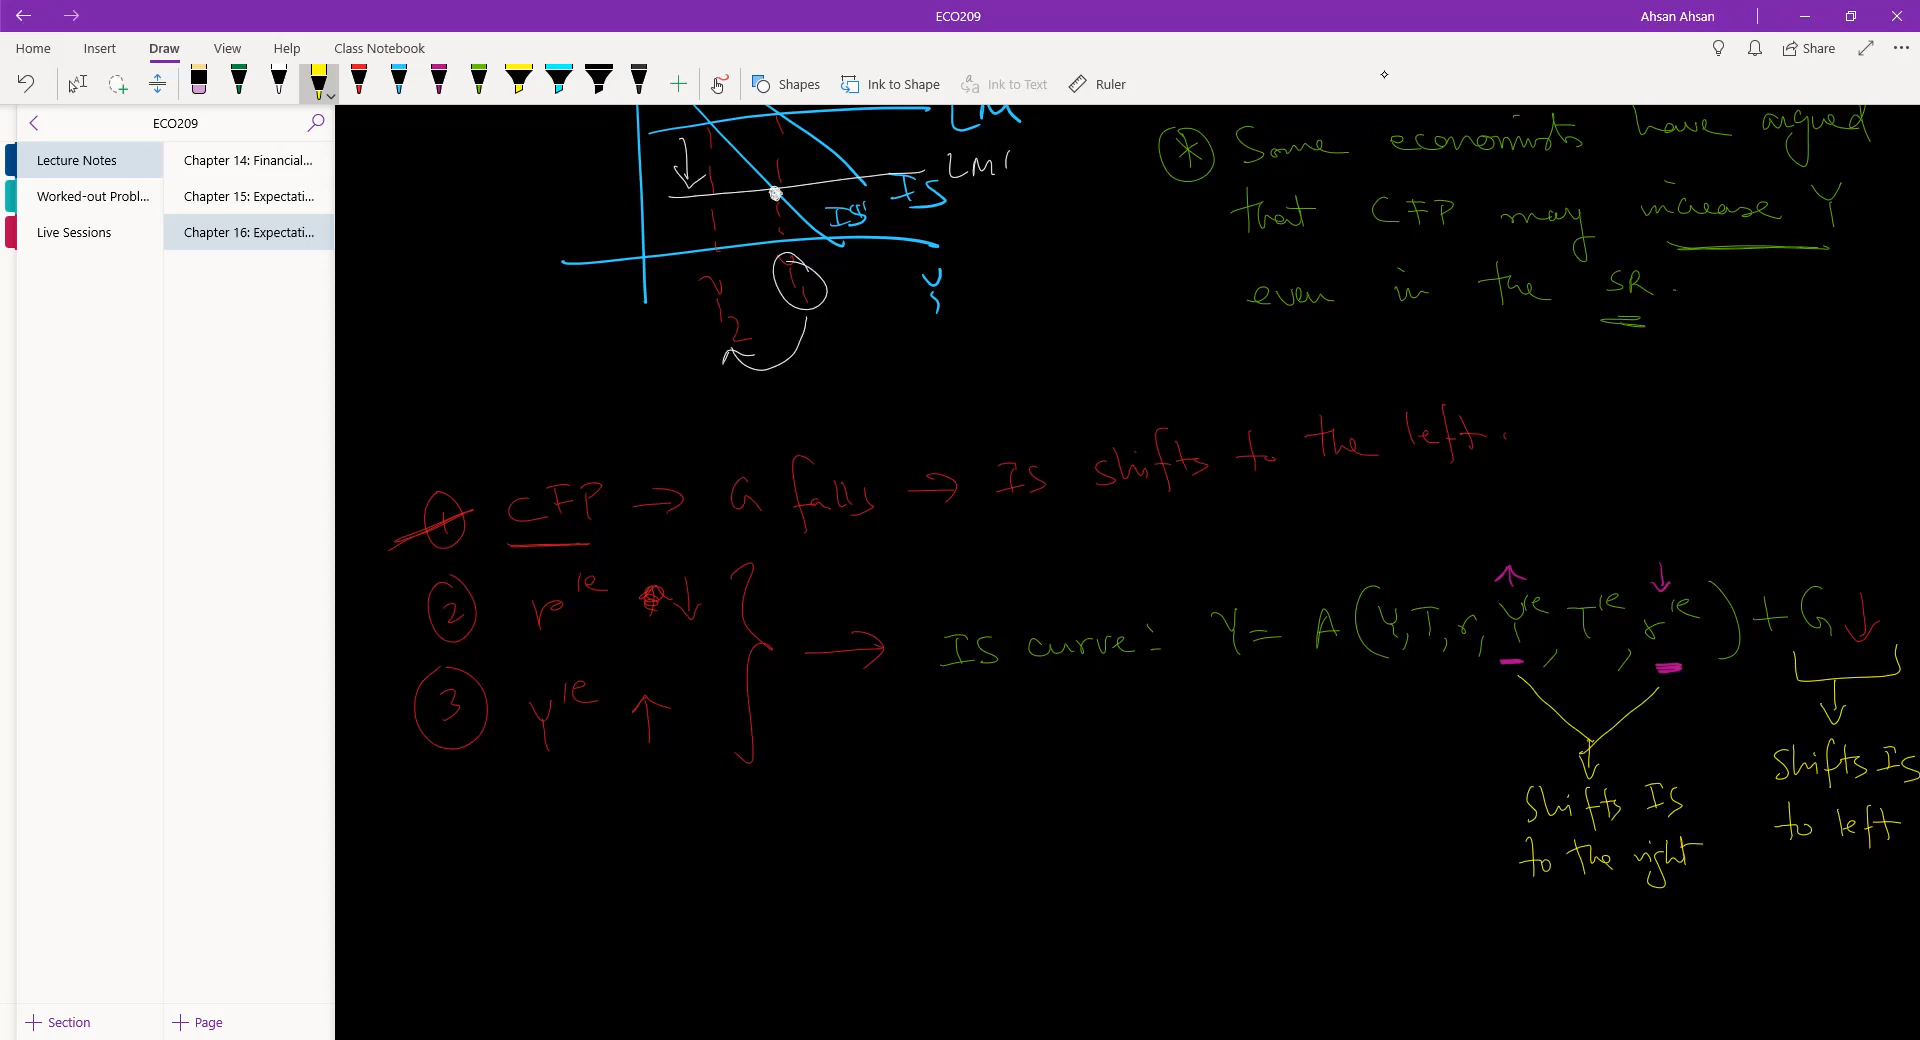 ECO209
Ahsan Ahsan
Home Insert Draw View Help Class Notebook
Share
Shapes Ink to Shape Ink to Text Ruler
ECO209
Lecture Notes
Worked-out Probl...
Live Sessions
Chapter 14: Financial...
Chapter 15: Expectati...
Chapter 16: Expectati...
Section
Page
LM
LM'
IS
IS'
Y
Y1
Y2
* Some economists have argued
that CFP may increase Y
even in the SR.
1 CFP → G falls → IS shifts to the left.
2 r'e ↓
3 Y'e ↑
→ IS curve: Y = A (Y, T, r, Y'e, T'e, r'e) + G ↓
↑ ↓
Shifts IS
to the right
Shifts IS
to left